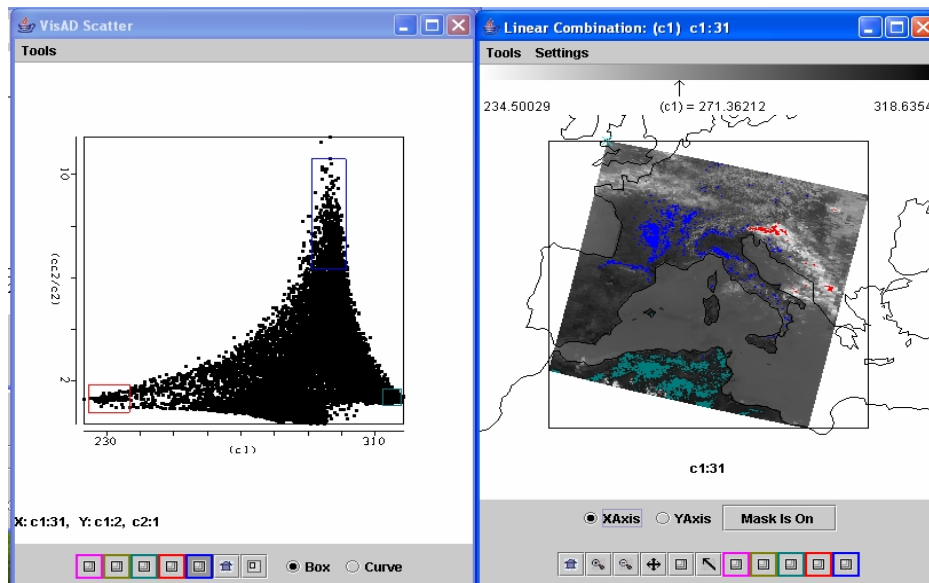 VisAD Scatter
Tools
10
(cc2/c2)
2
230
310
(c1)
X: c1:31, Y: c1:2, c2:1
Box
Curve
Linear Combination: (c1) c1:31
Tools Settings
234.50029
(c1) = 271.36212
318.6354
c1:31
XAxis
YAxis
Mask Is On